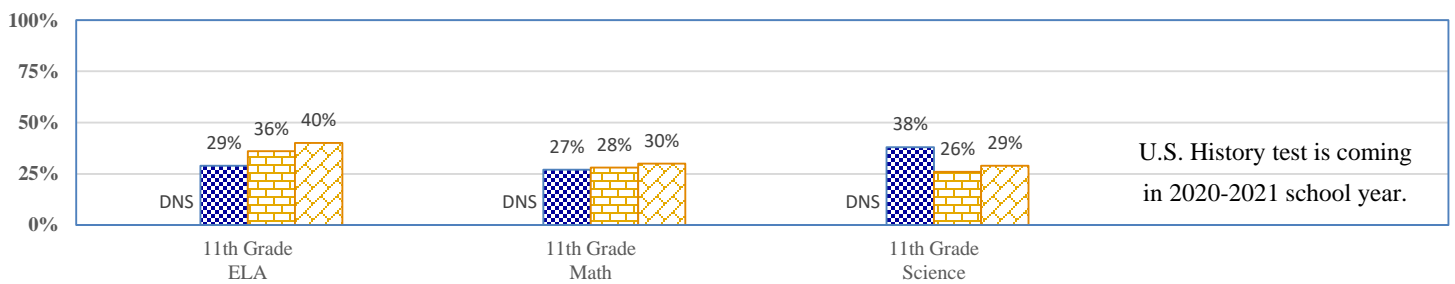 100%
75%
50%
25%
0%
DNS
29%
36%
40%
DNS
27%
28%
30%
DNS
38%
26%
29%
11th Grade
ELA
11th Grade
Math
11th Grade
Science
U.S. History test is coming
in 2020-2021 school year.